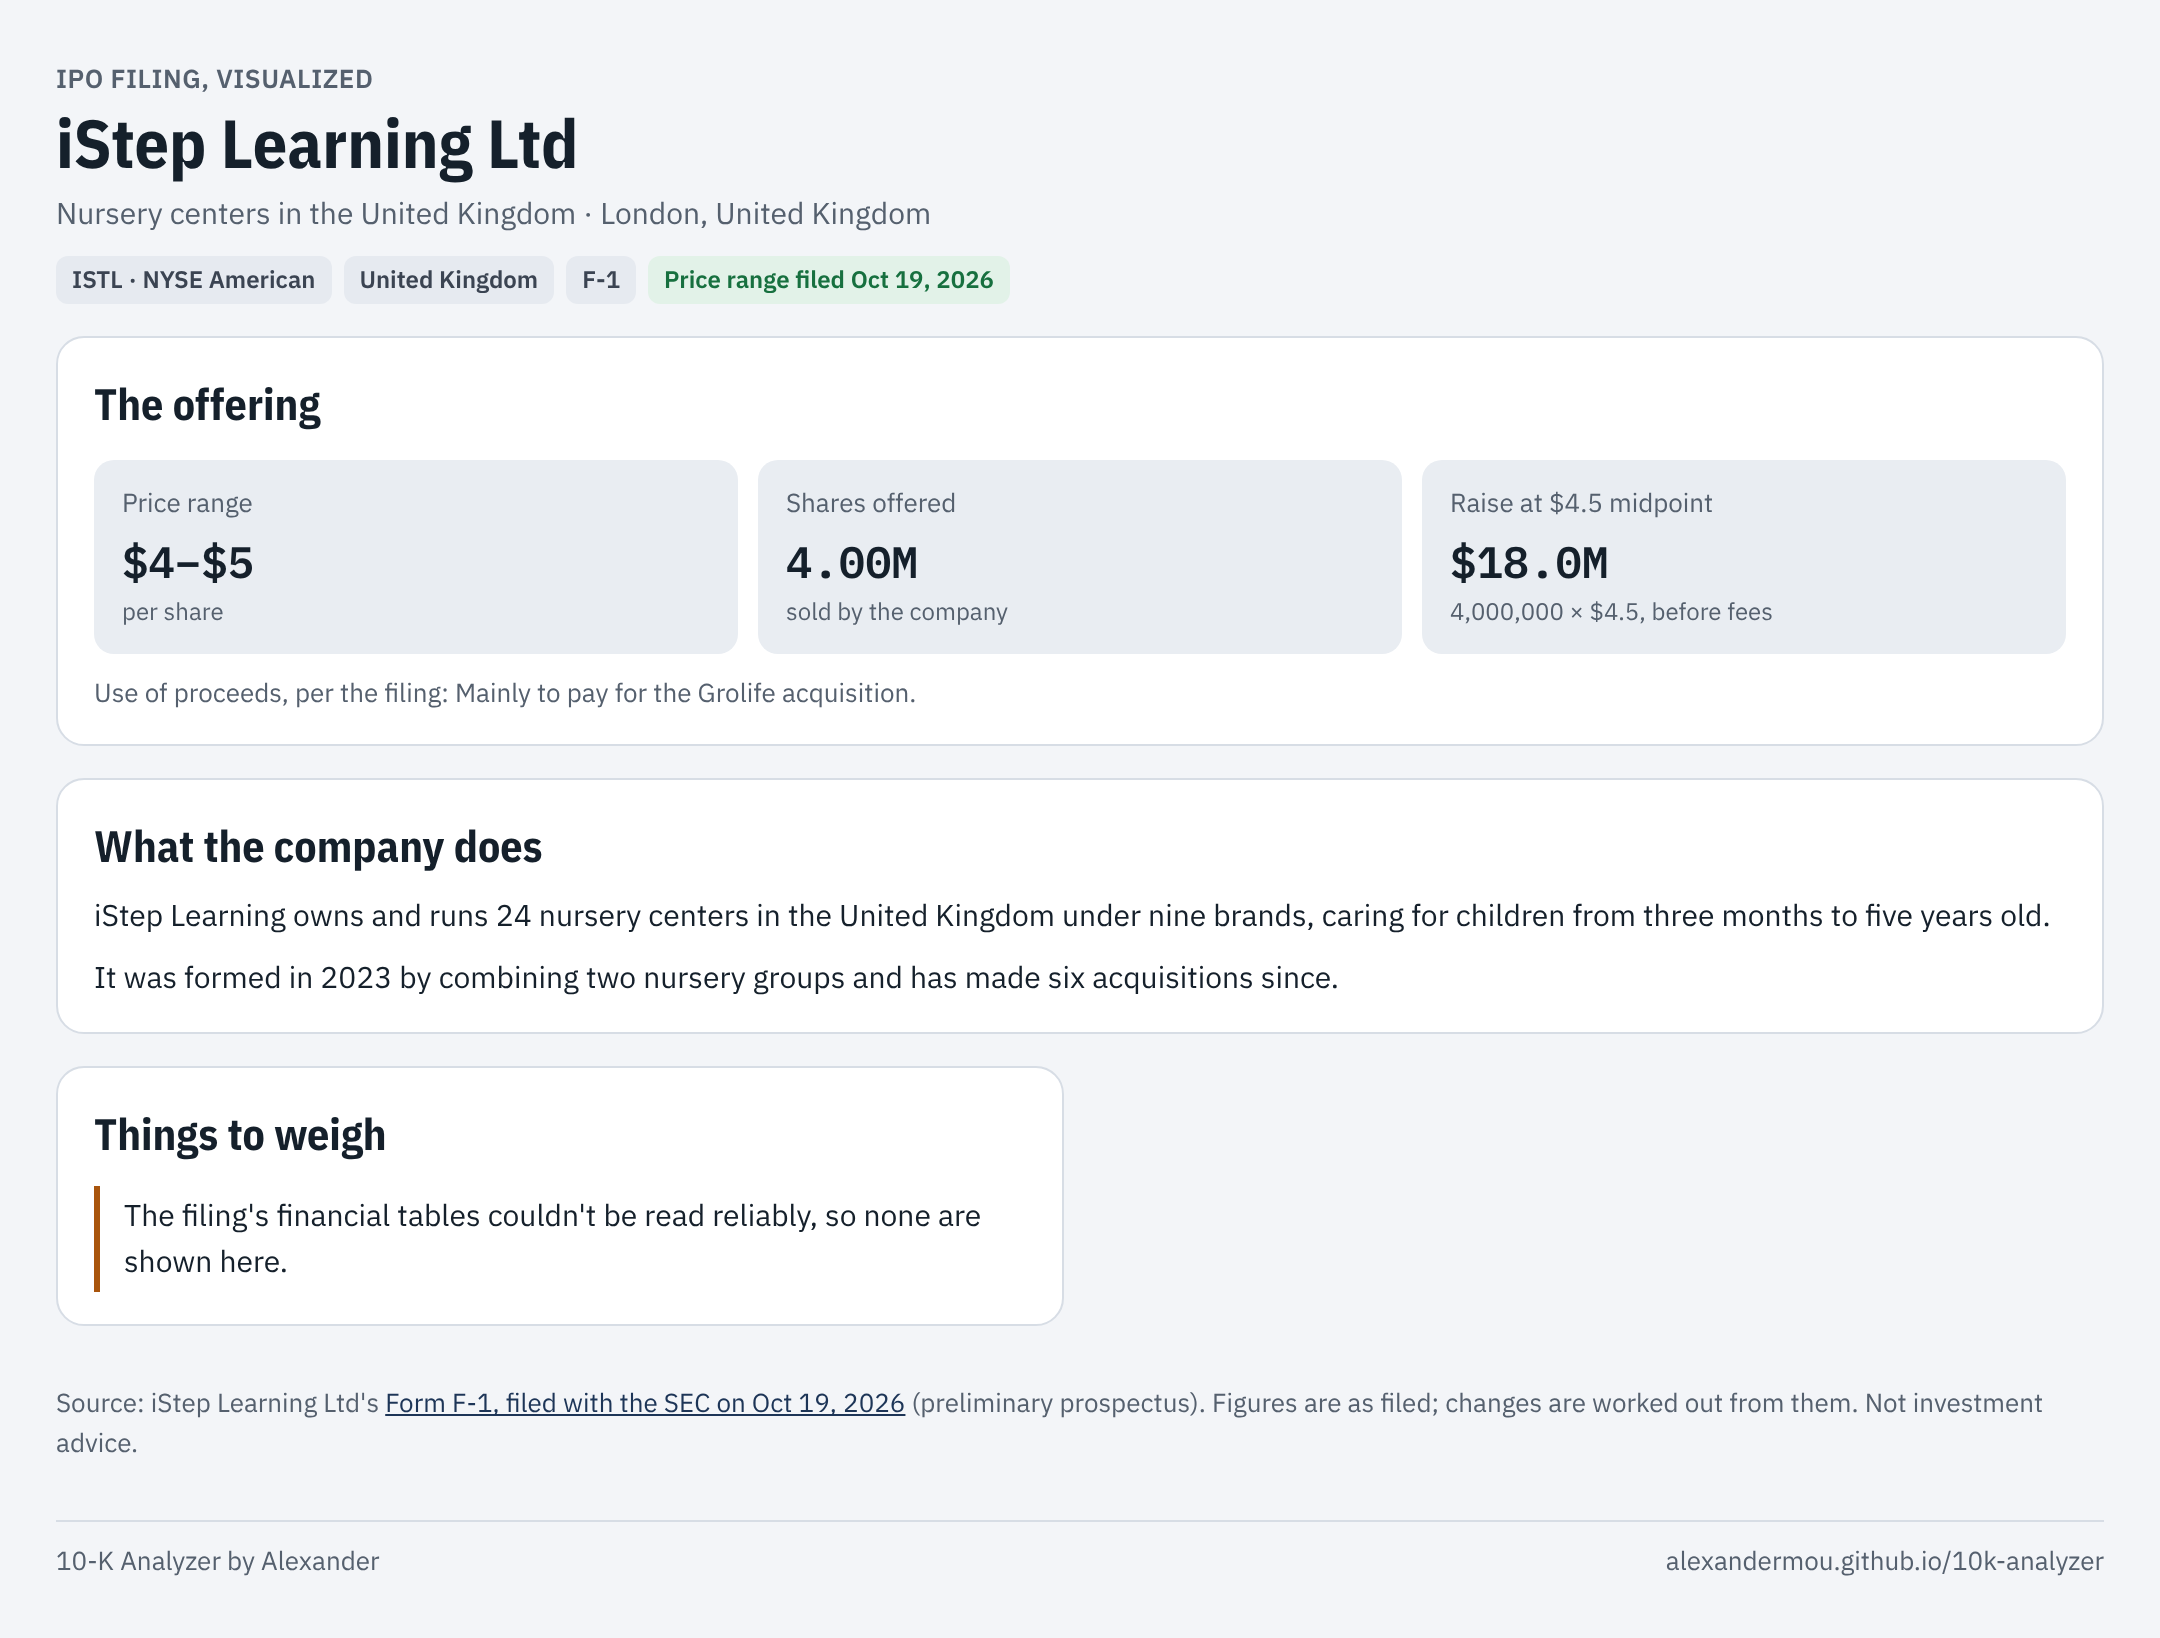 IPO FILING, VISUALIZED
iStep Learning Ltd
Nursery centers in the United Kingdom · London, United Kingdom
ISTL · NYSE American
United Kingdom
F-1
Price range filed Oct 19, 2026
The offering
Price range
$4–$5
per share
Shares offered
4.00M
sold by the company
Raise at $4.5 midpoint
$18.0M
4,000,000 × $4.5, before fees
Use of proceeds, per the filing: Mainly to pay for the Grolife acquisition.
What the company does
iStep Learning owns and runs 24 nursery centers in the United Kingdom under nine brands, caring for children from three months to five years old.
It was formed in 2023 by combining two nursery groups and has made six acquisitions since.
Things to weigh
The filing's financial tables couldn't be read reliably, so none are
shown here.
Source: iStep Learning Ltd's Form F-1, filed with the SEC on Oct 19, 2026 (preliminary prospectus). Figures are as filed; changes are worked out from them. Not investment
advice.
10-K Analyzer by Alexander
alexandermou.github.io/10k-analyzer